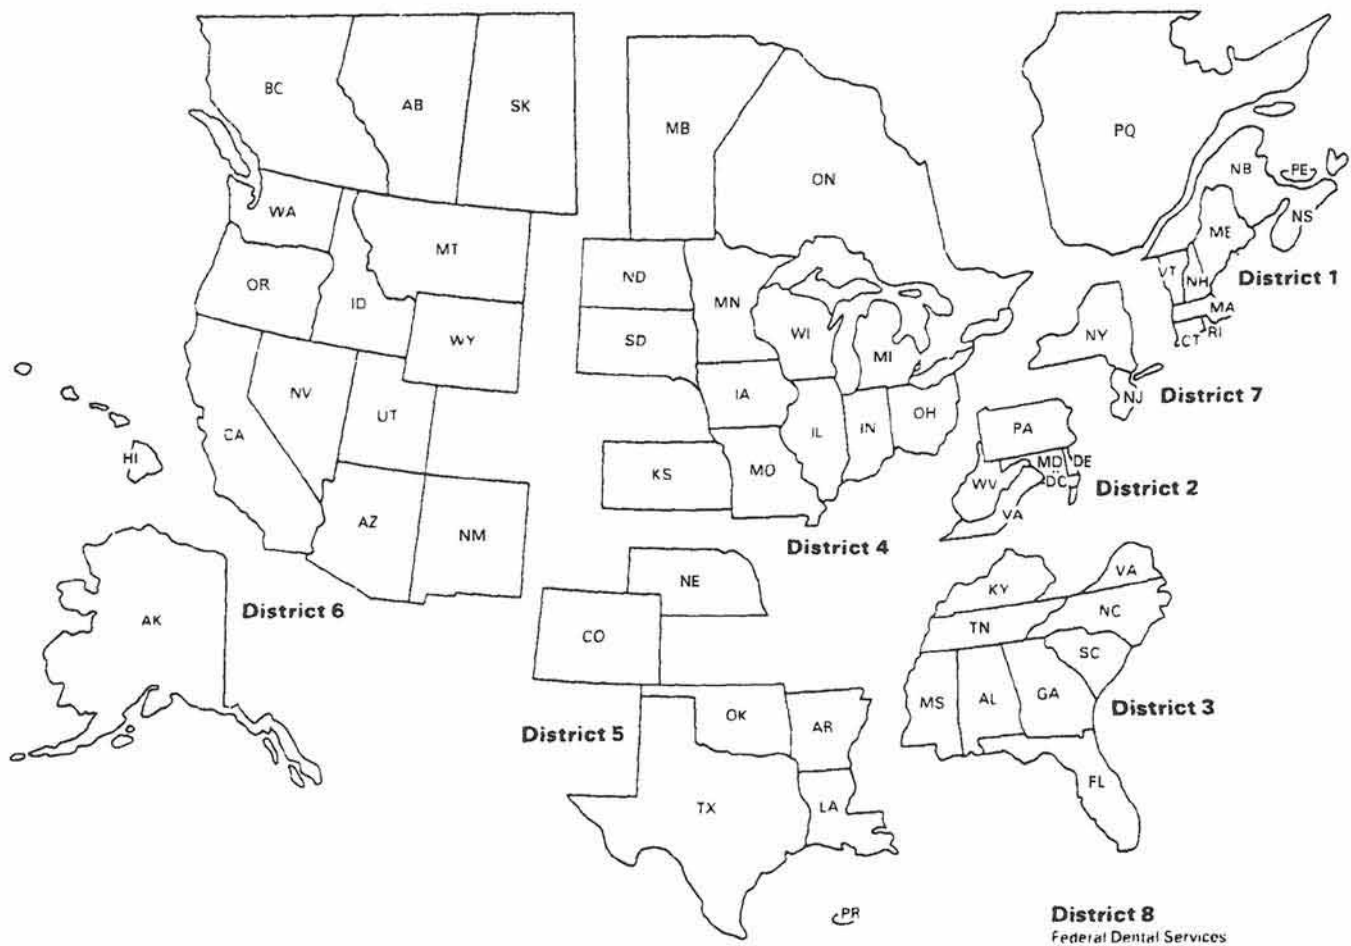 BC
AB
SK
MB
ON
PQ
NB
PE
NS
ME
WA
MT
OR
ID
WY
ND
SD
MN
WI
MI
VT
NH
District 1
MA
RI
CT
NY
NJ
District 7
NV
UT
CA
HI
IA
IL
IN
OH
KS
MO
PA
MD
DE
WV
DC
VA
District 2
District 4
AZ
NM
AK
District 6
NE
CO
KY
VA
TN
NC
SC
MS
AL
GA
District 3
FL
OK
AR
District 5
TX
LA
PR
District 8
Federal Dental Services